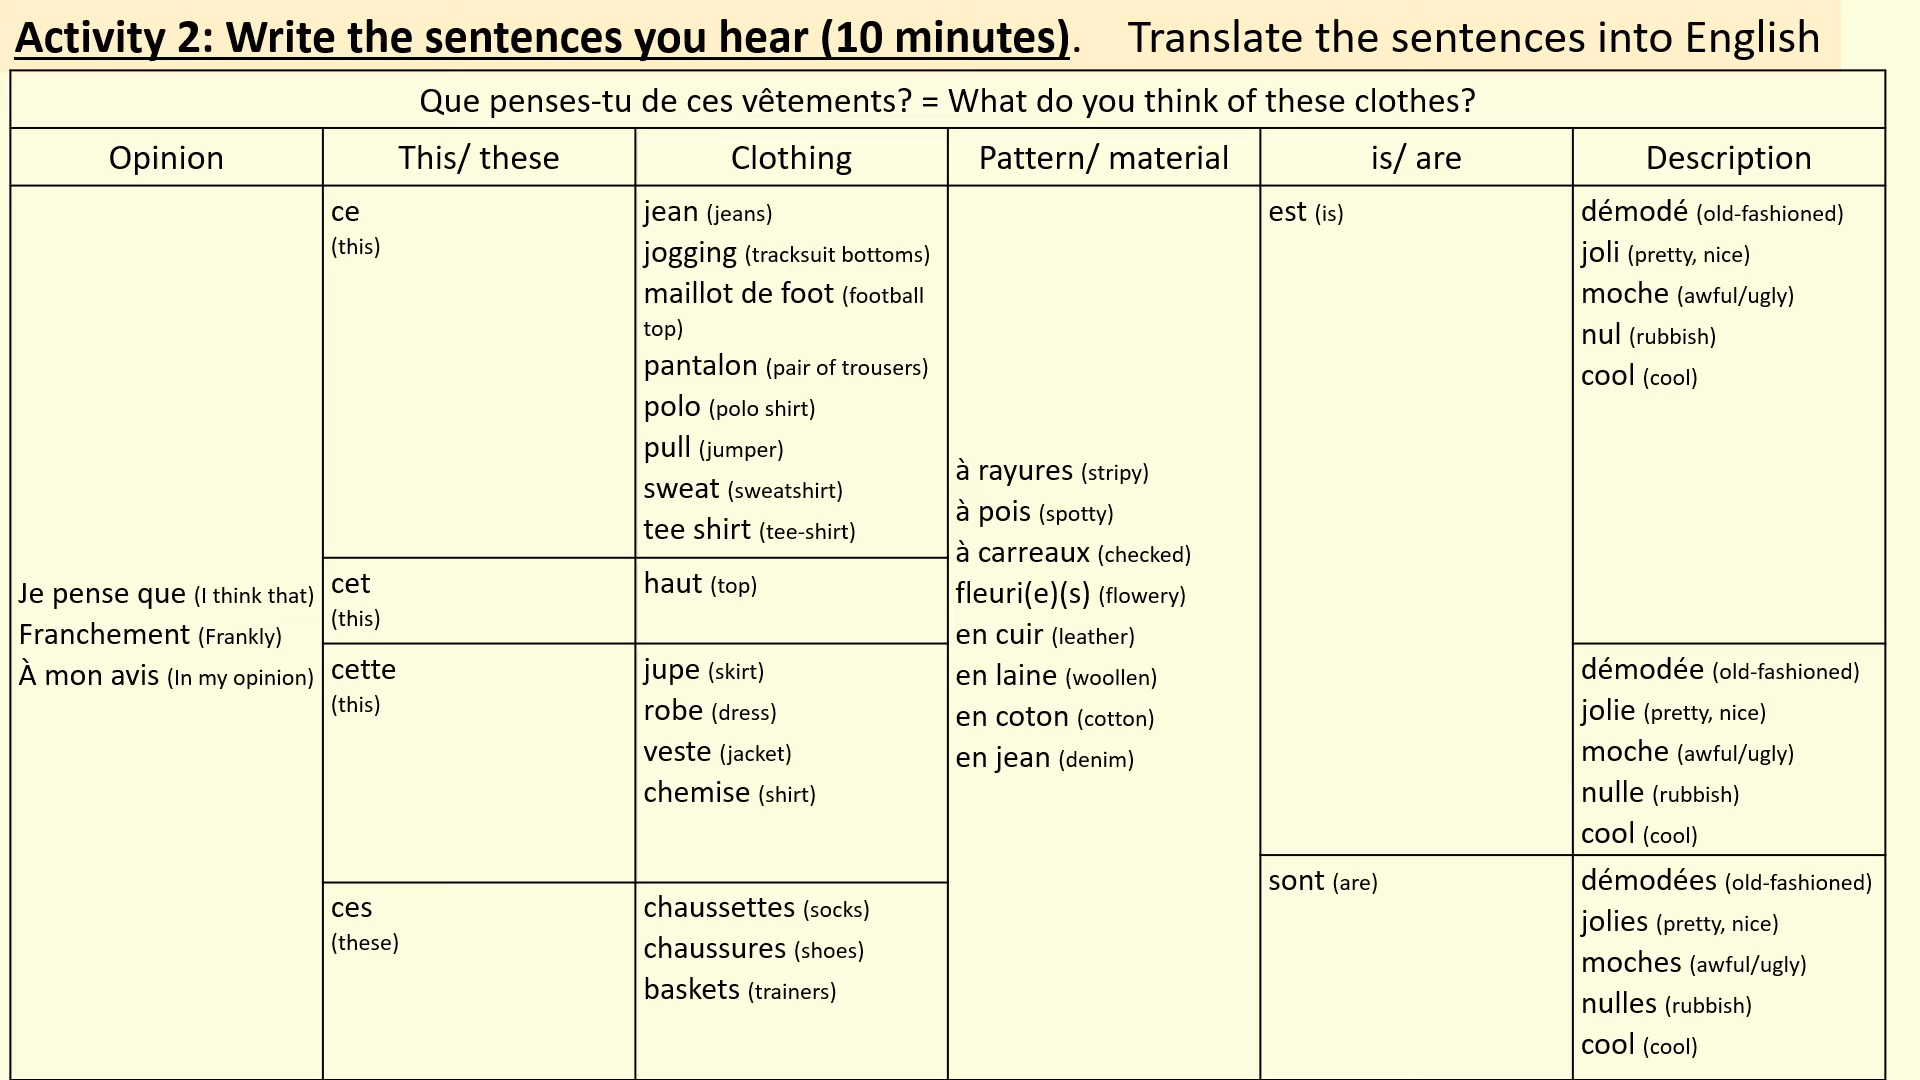 Activity 2: Write the sentences you hear (10 minutes). Translate the sentences into English
Que penses-tu de ces vêtements? = What do you think of these clothes?
Opinion
This/ these
Clothing
Pattern/ material
is/ are
Description
Je pense que (I think that)
Franchement (Frankly)
À mon avis (In my opinion)
ce
(this)
jean (jeans)
jogging (tracksuit bottoms)
maillot de foot (football
top)
pantalon (pair of trousers)
polo (polo shirt)
pull (jumper)
sweat (sweatshirt)
tee shirt (tee-shirt)
cet
(this)
haut (top)
cette
(this)
jupe (skirt)
robe (dress)
veste (jacket)
chemise (shirt)
ces
(these)
chaussettes (socks)
chaussures (shoes)
baskets (trainers)
à rayures (stripy)
à pois (spotty)
à carreaux (checked)
fleuri(e)(s) (flowery)
en cuir (leather)
en laine (woollen)
en coton (cotton)
en jean (denim)
est (is)
démodé (old-fashioned)
joli (pretty, nice)
moche (awful/ugly)
nul (rubbish)
cool (cool)
démodée (old-fashioned)
jolie (pretty, nice)
moche (awful/ugly)
nulle (rubbish)
cool (cool)
sont (are)
démodées (old-fashioned)
jolies (pretty, nice)
moches (awful/ugly)
nulles (rubbish)
cool (cool)